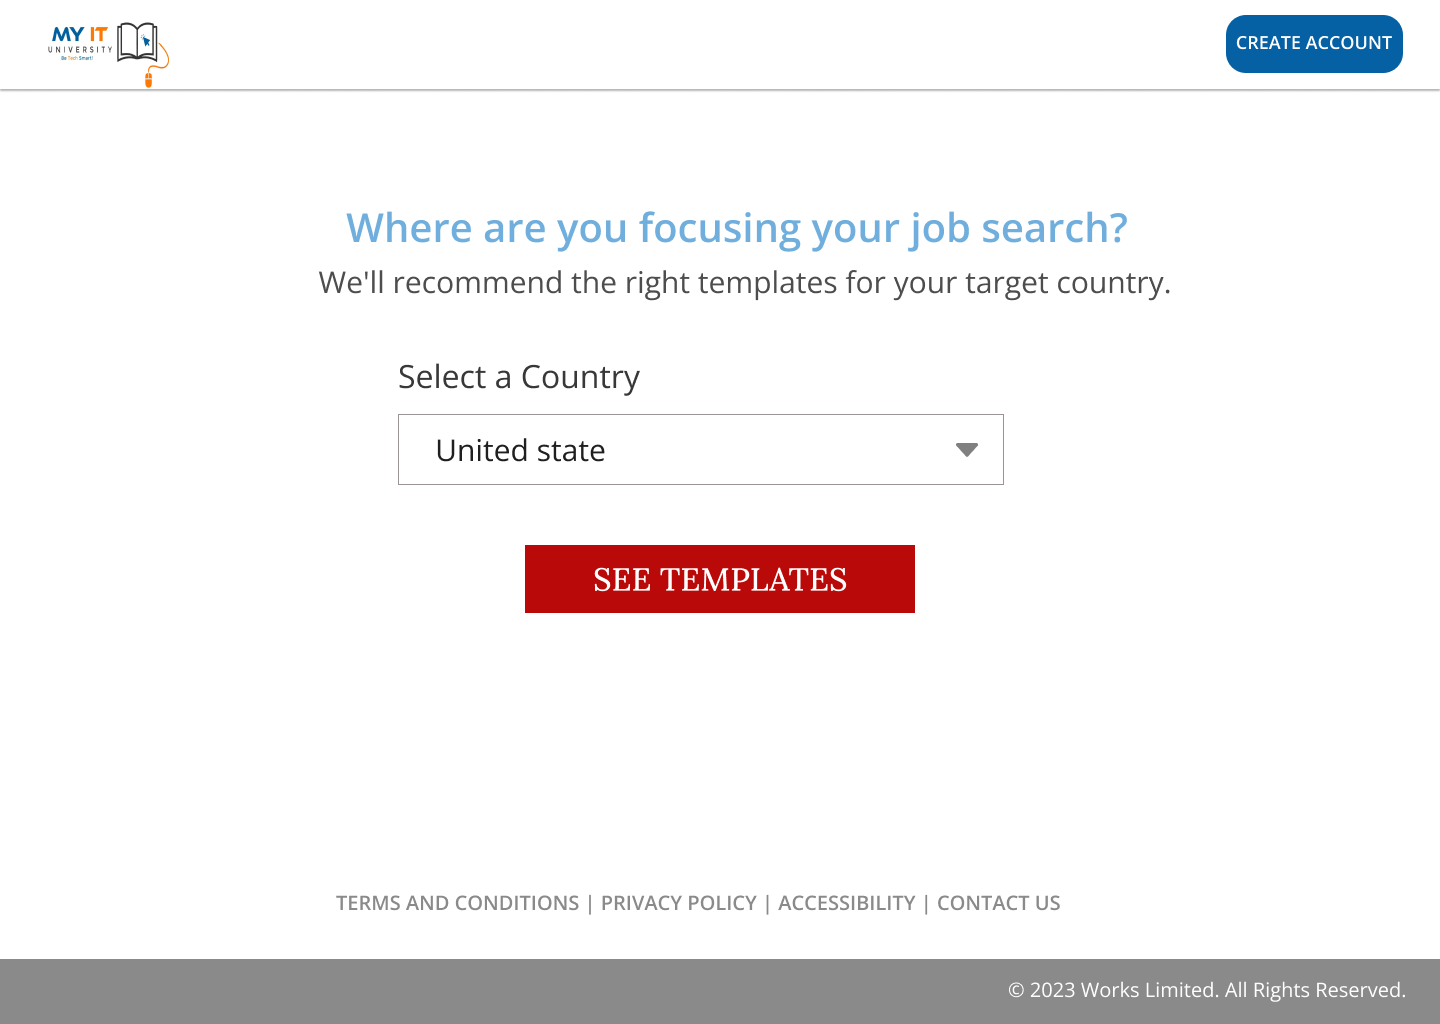 MY IT
UNIVERSITY
Be Tech Smart!
CREATE ACCOUNT
Where are you focusing your job search?
We'll recommend the right templates for your target country.
Select a Country
United state
SEE TEMPLATES
TERMS AND CONDITIONS | PRIVACY POLICY | ACCESSIBILITY | CONTACT US
© 2023 Works Limited. All Rights Reserved.